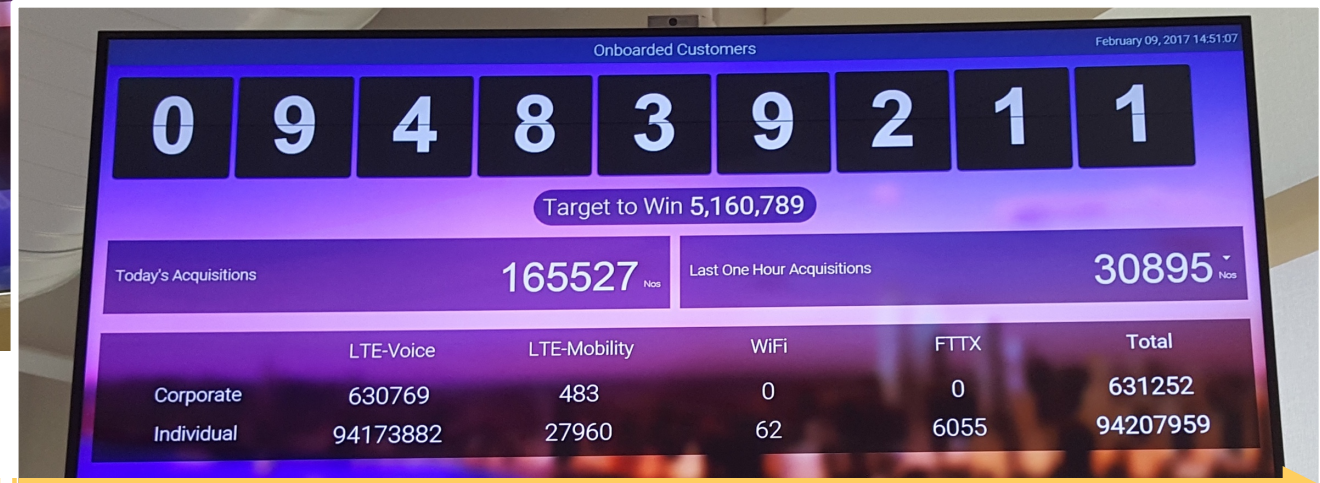 Onboarded Customers February 09, 2017 14:51:07
0 9 4 8 3 9 2 1 1
Target to Win 5,160,789
Today's Acquisitions 165527 Nos Last One Hour Acquisitions 30895 Nos
LTE-Voice LTE-Mobility WiFi FTTX Total
Corporate 630769 483 0 0 631252
Individual 94173882 27960 62 6055 94207959